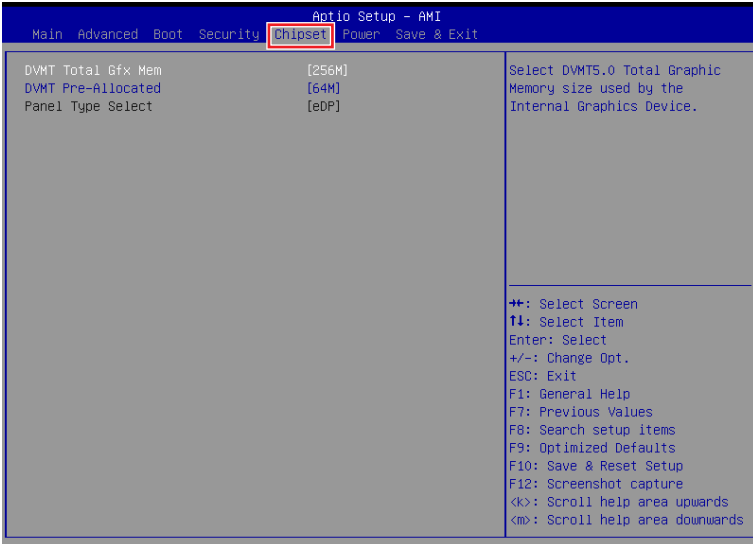 Aptio Setup – AMI
Main Advanced Boot Security Chipset Power Save & Exit
DVMT Total Gfx Mem [256M]
DVMT Pre-Allocated [64M]
Panel Type Select [eDP]
Select DVMT5.0 Total Graphic
Memory size used by the
Internal Graphics Device.
→←: Select Screen
↑↓: Select Item
Enter: Select
+/-: Change Opt.
ESC: Exit
F1: General Help
F7: Previous Values
F8: Search setup items
F9: Optimized Defaults
F10: Save & Reset Setup
F12: Screenshot capture
<k>: Scroll help area upwards
<m>: Scroll help area downwards